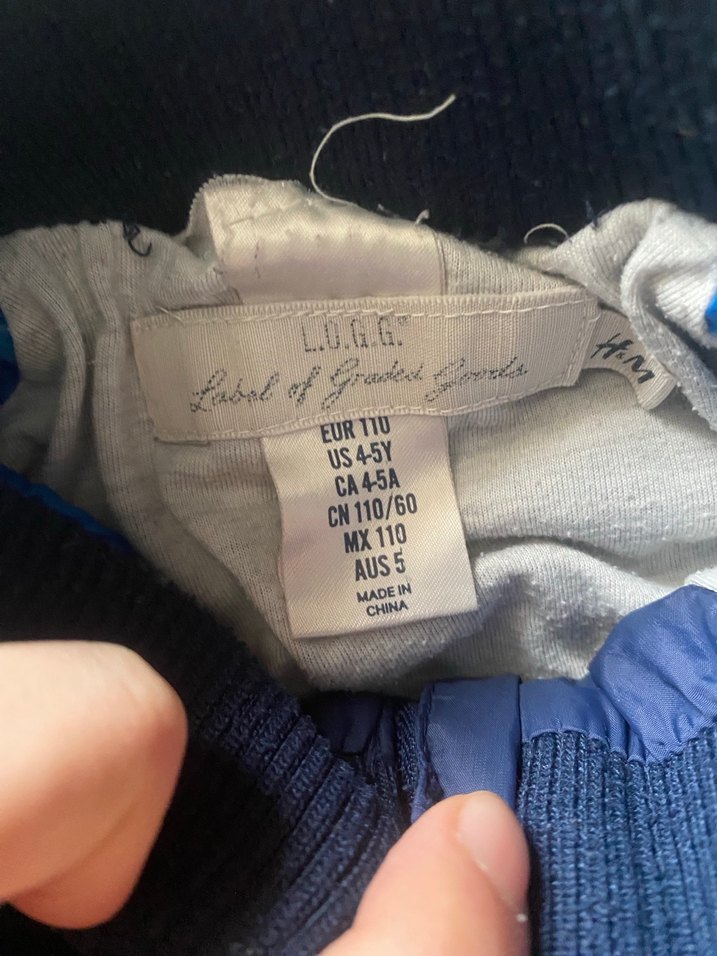 L.O.G.G.®
Label of Graded Goods
H&M
EUR 110
US 4-5Y
CA 4-5A
CN 110/60
MX 110
AUS 5
MADE IN
CHINA